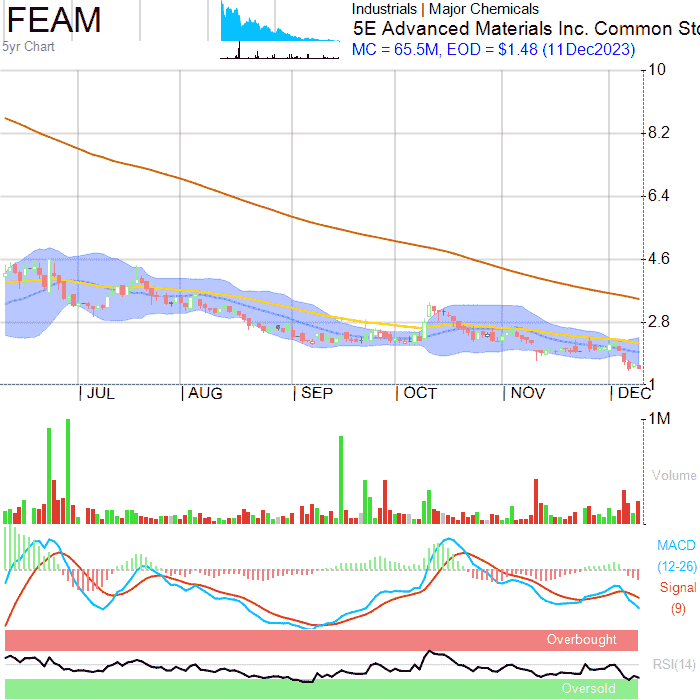 FEAM
5yr Chart
Industrials | Major Chemicals
5E Advanced Materials Inc. Common Sto
MC = 65.5M, EOD = $1.48 (11Dec2023)
10
8.2
6.4
4.6
2.8
1
JUL AUG SEP OCT NOV DEC
1M
Volume
MACD
(12-26)
Signal
(9)
Overbought
RSI(14)
Oversold